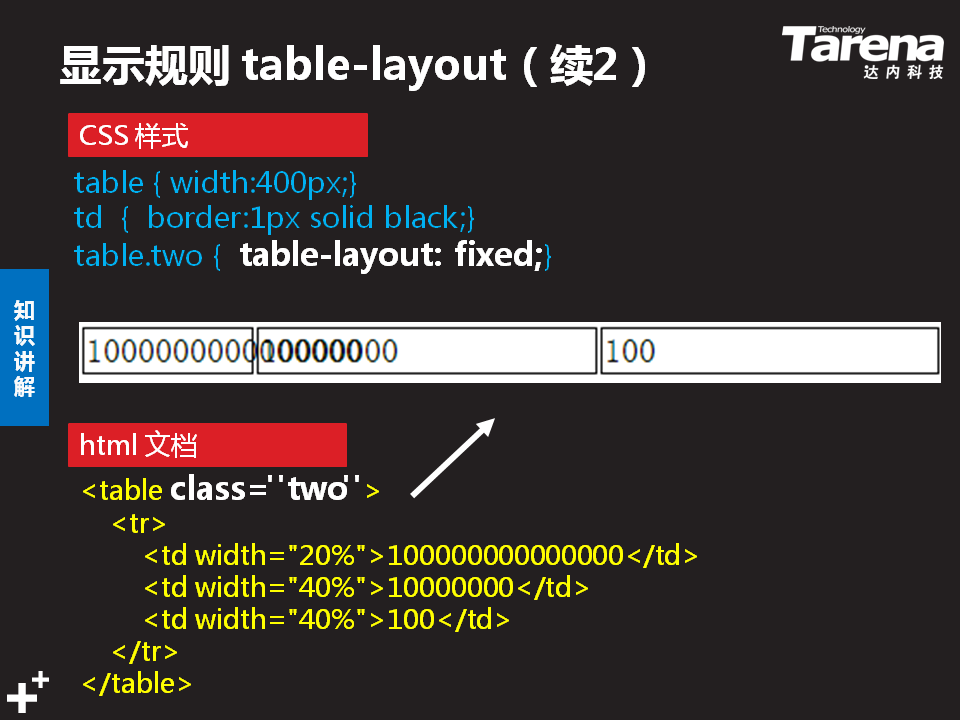 显示规则 table-layout（续2）
Technology
Tarena
达内科技
CSS 样式
table { width:400px;}
td { border:1px solid black;}
table.two { table-layout: fixed;}
知识讲解
100000000000000
10000000
100
html 文档
<table class=''two''>
<tr>
<td width="20%">100000000000000</td>
<td width="40%">10000000</td>
<td width="40%">100</td>
</tr>
</table>